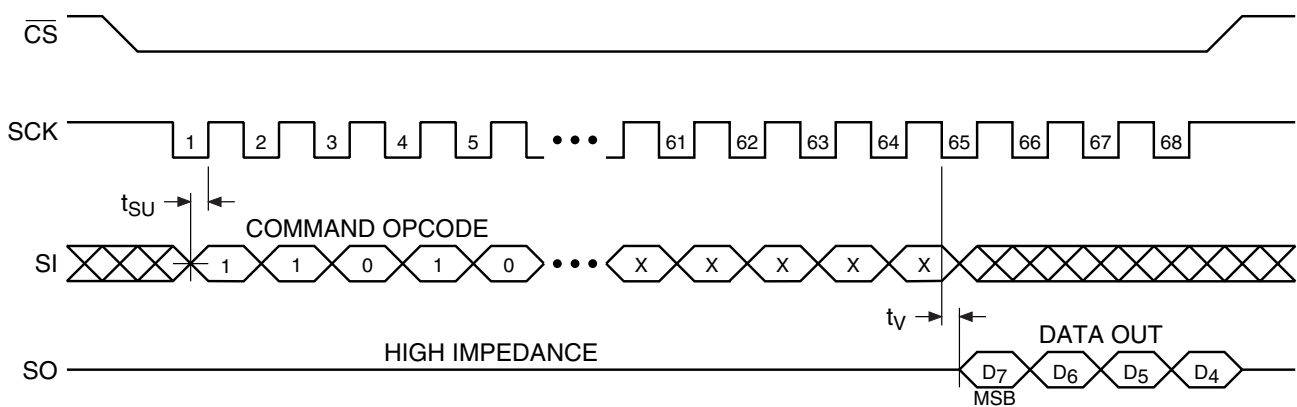 CS
SCK 1 2 3 4 5 ••• 61 62 63 64 65 66 67 68
tSU
COMMAND OPCODE
SI 1 1 0 1 0 ••• X X X X X
tV
HIGH IMPEDANCE DATA OUT
SO D7 D6 D5 D4
MSB